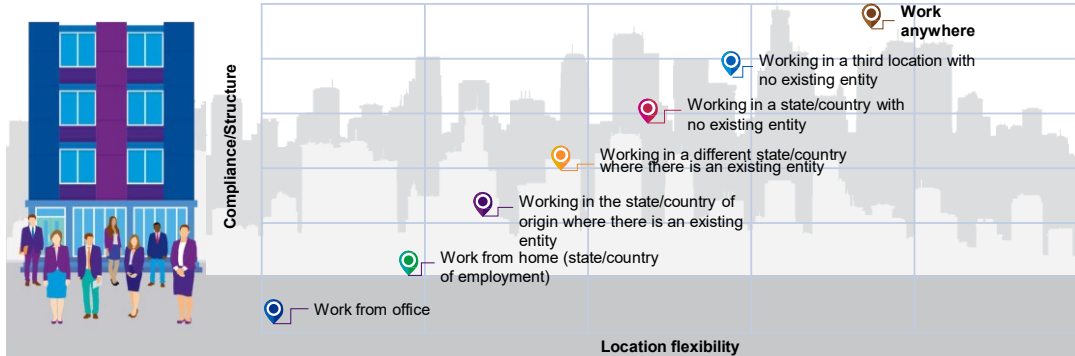 Work
anywhere
Working in a third location with
no existing entity
Working in a state/country with
no existing entity
Working in a different state/country
where there is an existing entity
Working in the state/country of
origin where there is an existing
entity
Work from home (state/country
of employment)
Work from office
Compliance/Structure
Location flexibility